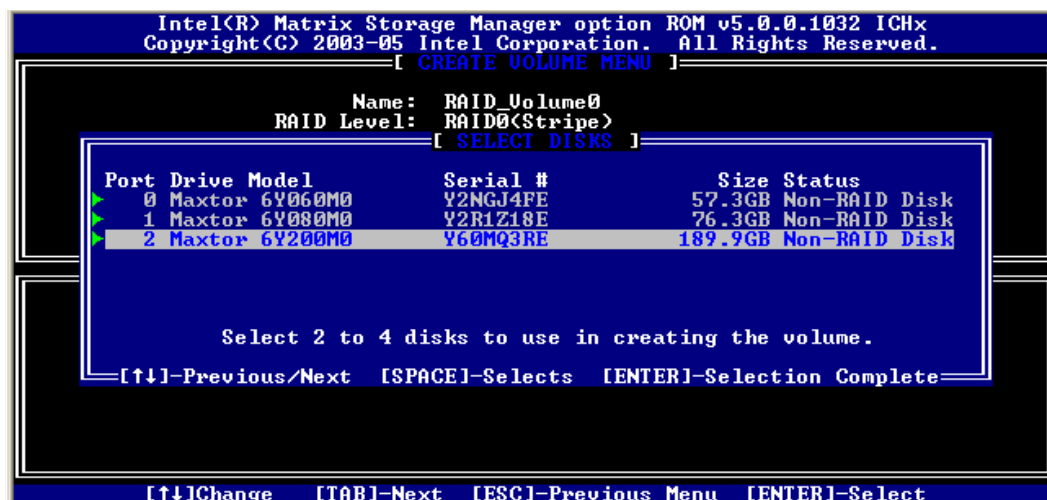 Intel(R) Matrix Storage Manager option ROM v5.0.0.1032 ICHx
Copyright(C) 2003-05 Intel Corporation. All Rights Reserved.
[ CREATE VOLUME MENU ]
Name: RAID_Volume0
RAID Level: RAID0(Stripe)
[ SELECT DISKS ]
Port Drive Model Serial # Size Status
0 Maxtor 6Y060M0 Y2NGJ4FE 57.3GB Non-RAID Disk
1 Maxtor 6Y080M0 Y2R1Z18E 76.3GB Non-RAID Disk
2 Maxtor 6Y200M0 Y60MQ3RE 189.9GB Non-RAID Disk
Select 2 to 4 disks to use in creating the volume.
[↑↓]-Previous/Next [SPACE]-Selects [ENTER]-Selection Complete
[↑↓]Change [TAB]-Next [ESC]-Previous Menu [ENTER]-Select